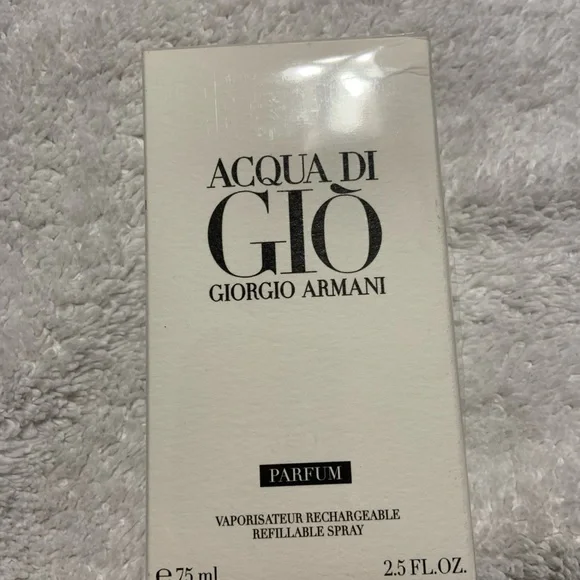 ACQUA DI
GIÒ
GIORGIO ARMANI
PARFUM
VAPORISATEUR RECHARGEABLE
REFILLABLE SPRAY
℮ 75 ml 2.5 FL.OZ.